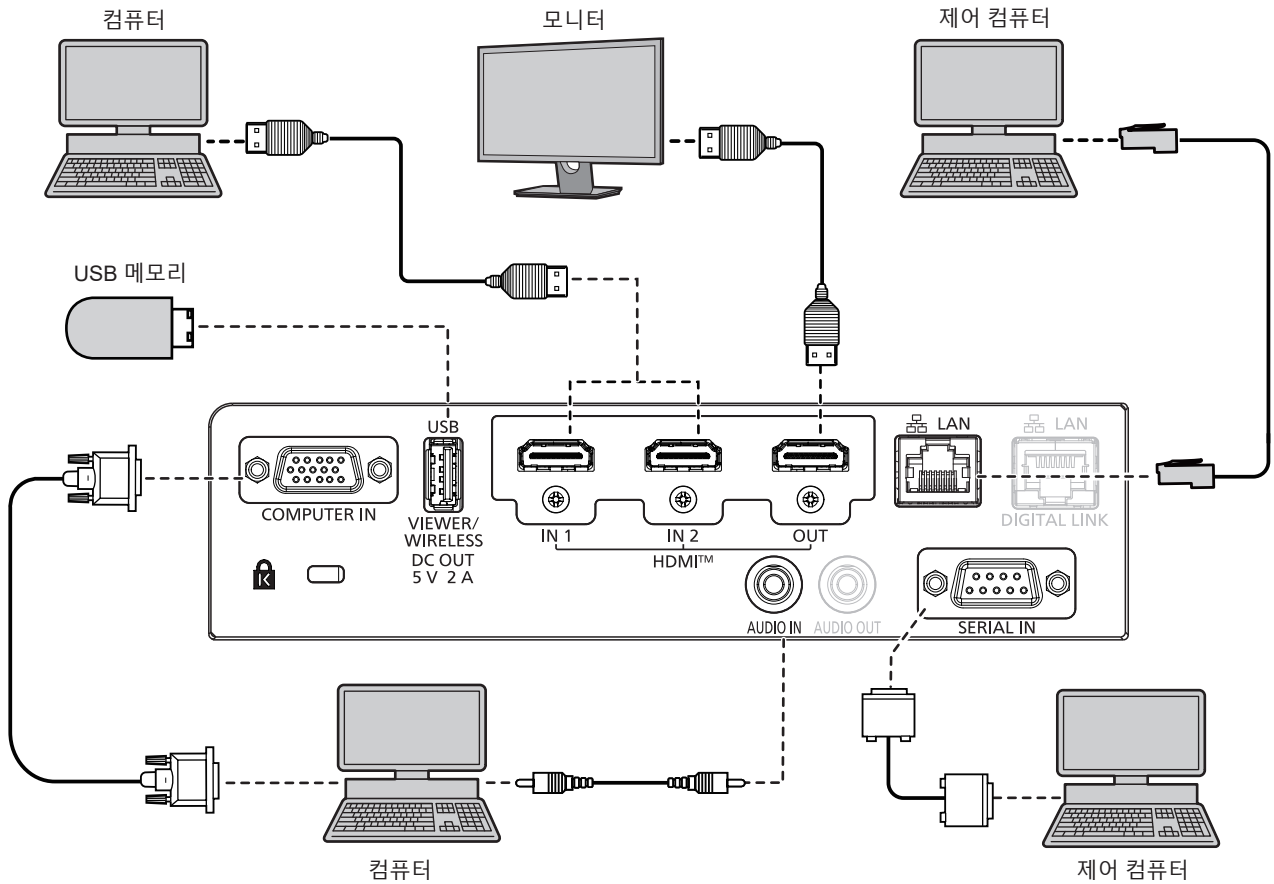 컴퓨터
모니터
제어 컴퓨터
USB 메모리
USB
LAN
LAN
COMPUTER IN
VIEWER/
WIRELESS
DC OUT
5 V 2 A
IN 1
IN 2
OUT
HDMI™
DIGITAL LINK
K
AUDIO IN
AUDIO OUT
SERIAL IN
컴퓨터
제어 컴퓨터